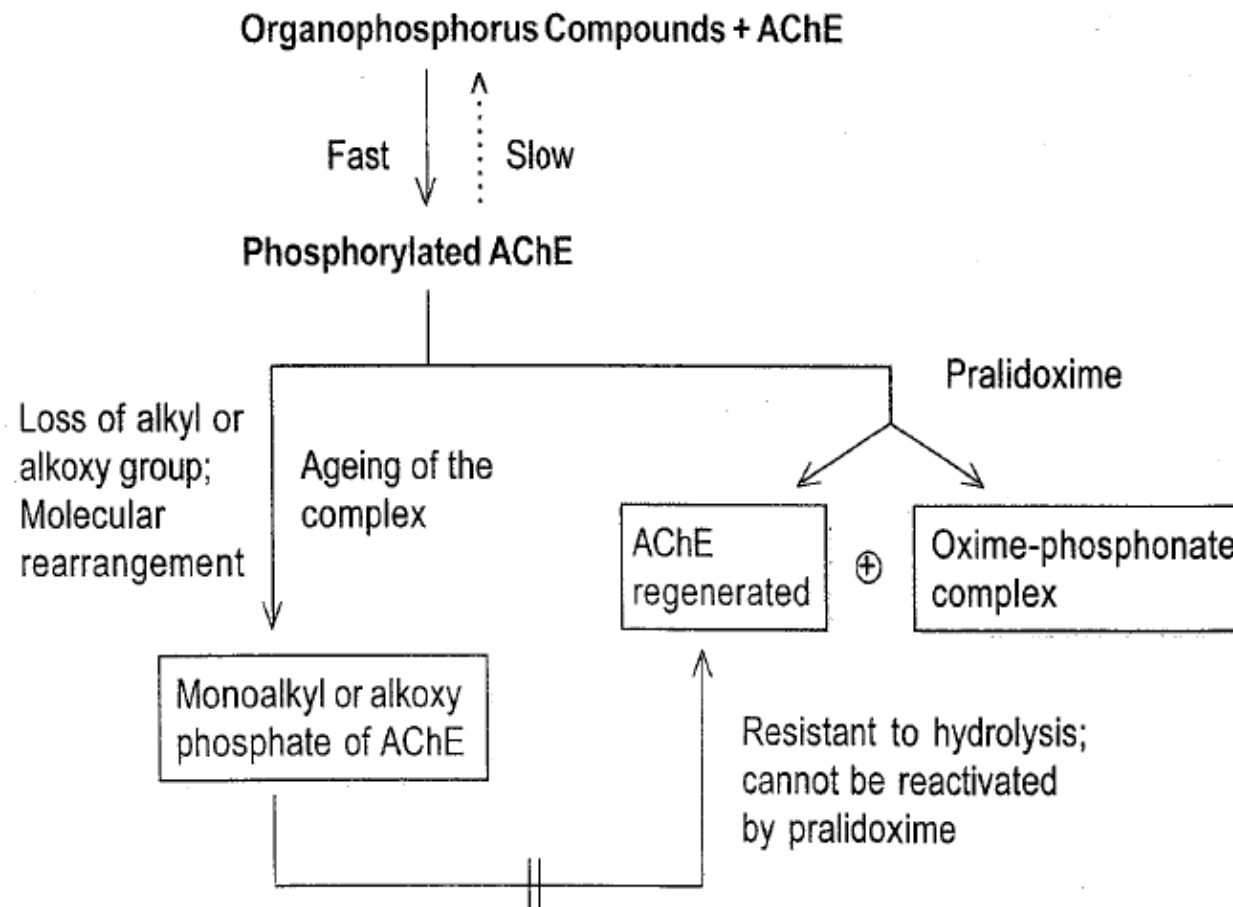 Organophosphorus Compounds + AChE
Fast
Slow
Phosphorylated AChE
Pralidoxime
Loss of alkyl or
alkoxy group;
Molecular
rearrangement
Ageing of the
complex
AChE
regenerated
⊕
Oxime-phosphonate
complex
Monoalkyl or alkoxy
phosphate of AChE
Resistant to hydrolysis;
cannot be reactivated
by pralidoxime